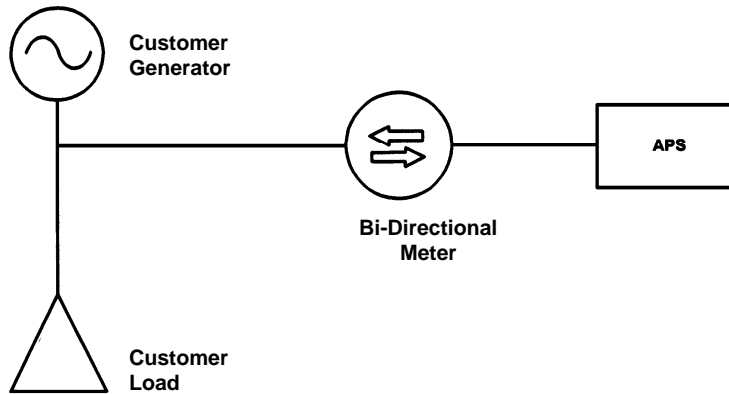 Customer
Generator
APS
Bi-Directional
Meter
Customer
Load